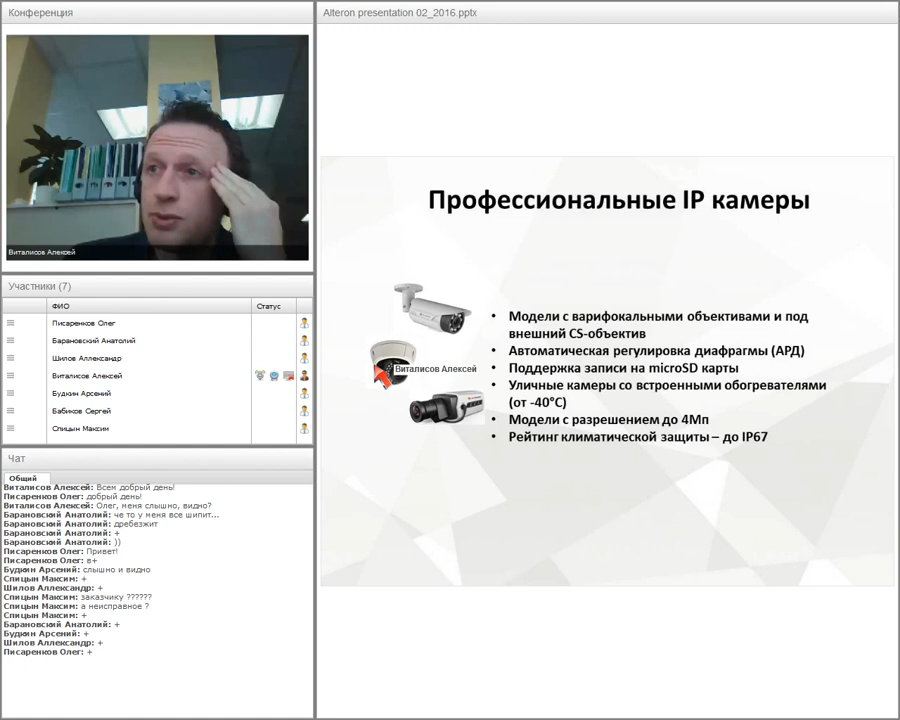 Конференция
Виталисов Алексей
Участники (7)
ФИО Статус
Писаренков Олег
Барановский Анатолий
Шилов Аллександр
Виталисов Алексей
Будкин Арсений
Бабиков Сергей
Спицын Максим
Чат
Общий
Виталисов Алексей: Всем добрый день!
Писаренков Олег: добрый день!
Виталисов Алексей: Олег, меня слышно, видно?
Барановский Анатолий: че то у меня все шипит...
Барановский Анатолий: дребезжит
Барановский Анатолий: +
Барановский Анатолий: ))
Писаренков Олег: Привет!
Писаренков Олег: в+
Будкин Арсений: слышно и видно
Спицын Максим: +
Шилов Аллександр: +
Спицын Максим: заказчику ??????
Спицын Максим: а неисправное ?
Спицын Максим: +
Барановский Анатолий: +
Будкин Арсений: +
Шилов Аллександр: +
Писаренков Олег: +
Alteron presentation 02_2016.pptx
Профессиональные IP камеры
Виталисов Алексей
• Модели с варифокальными объективами и под
внешний CS-объектив
• Автоматическая регулировка диафрагмы (АРД)
• Поддержка записи на microSD карты
• Уличные камеры со встроенными обогревателями
(от -40°С)
• Модели с разрешением до 4Мп
• Рейтинг климатической защиты – до IP67